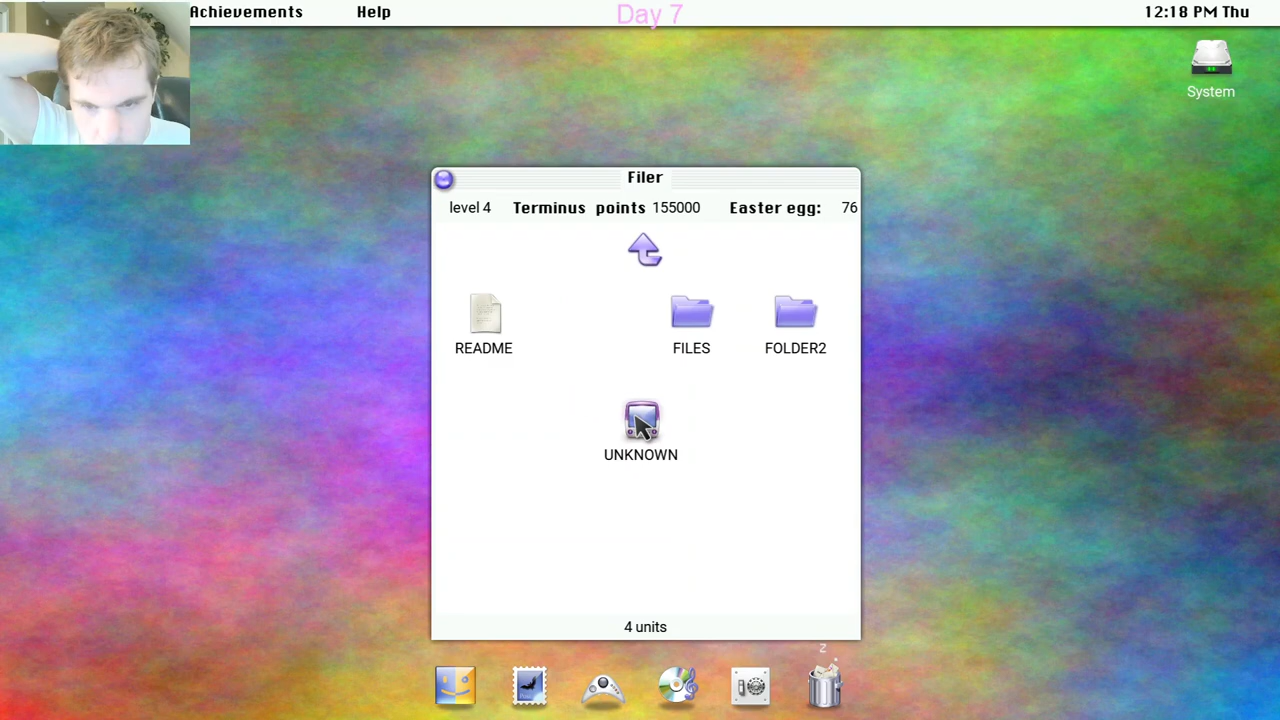 Achievements Help Day 7 12:18 PM Thu
System
Filer
level 4 Terminus points 155000 Easter egg: 76
README FILES FOLDER2
UNKNOWN
4 units
z